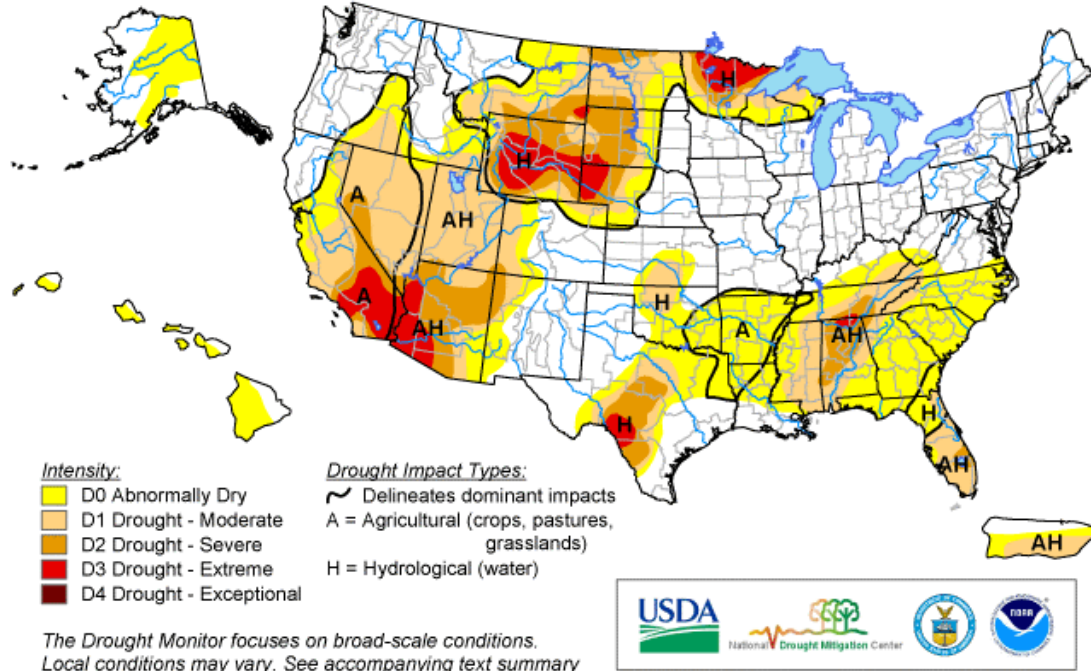 H
H
A
AH
A
AH
H
H
A
AH
H
AH
AH
Intensity:
D0 Abnormally Dry
D1 Drought - Moderate
D2 Drought - Severe
D3 Drought - Extreme
D4 Drought - Exceptional
Drought Impact Types:
Delineates dominant impacts
A = Agricultural (crops, pastures,
grasslands)
H = Hydrological (water)
The Drought Monitor focuses on broad-scale conditions.
Local conditions may vary. See accompanying text summary
USDA
National Drought Mitigation Center
NOAA